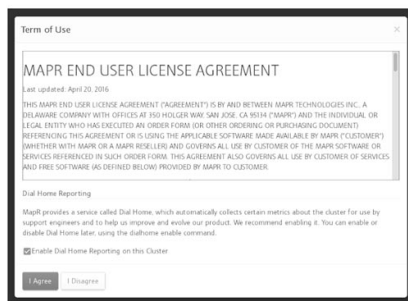 Term of Use
MAPR END USER LICENSE AGREEMENT
Last updated: April 20, 2016
THIS MAPR END USER LICENSE AGREEMENT ("AGREEMENT") IS BY AND BETWEEN MAPR TECHNOLOGIES INC., A
DELAWARE COMPANY WITH OFFICES AT 350 HOLGER WAY, SAN JOSE, CA 95134 ("MAPR") AND THE INDIVIDUAL OR
LEGAL ENTITY WHO HAS EXECUTED AN ORDER FORM (OR OTHER ORDERING OR PURCHASING DOCUMENT)
REFERENCING THIS AGREEMENT OR IS USING THE APPLICABLE SOFTWARE MADE AVAILABLE BY MAPR ("CUSTOMER")
(WHETHER WITH MAPR OR A MAPR RESELLER) AND GOVERNS ALL USE BY CUSTOMER OF THE MAPR SOFTWARE OR
SERVICES REFERENCED IN SUCH ORDER FORM. THIS AGREEMENT ALSO GOVERNS ALL USE BY CUSTOMER OF SERVICES
AND FREE SOFTWARE (AS DEFINED BELOW) PROVIDED BY MAPR TO CUSTOMER.
Dial Home Reporting
MapR provides a service called Dial Home, which automatically collects certain metrics about the cluster for use by
support engineers and to help us improve and evolve our product. We recommend enabling it. You can enable or
disable Dial Home later, using the dialhome enable command.
Enable Dial Home Reporting on this Cluster
I Agree
I Disagree